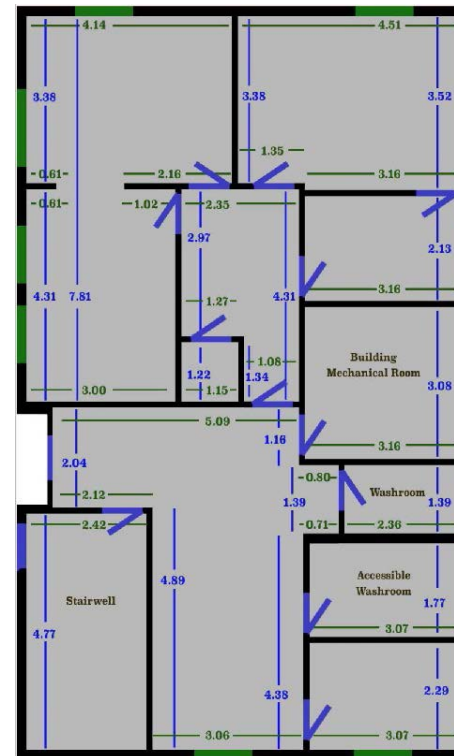 4.14 4.51
3.38 3.38 3.52
1.35
0.61 2.16 3.16
0.61 1.02 2.35
2.97 2.13
4.31 7.81 4.31
1.27 3.16
1.22 1.08
1.34
3.00 1.15
Building
Mechanical Room
3.08
5.09
1.16 3.16
2.04
0.80
Washroom
2.12 1.39 1.39
2.42 0.71 2.36
4.89
Accessible
Washroom
Stairwell
1.77
4.77 3.07
4.38 2.29
3.06 3.07